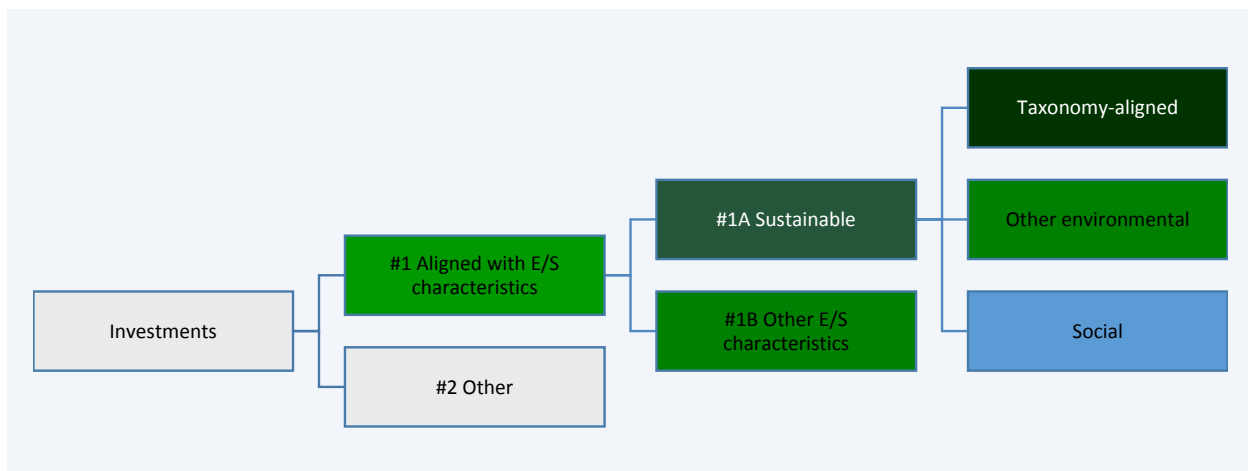 Investments
#1 Aligned with E/S
characteristics
#2 Other
#1A Sustainable
#1B Other E/S
characteristics
Taxonomy-aligned
Other environmental
Social